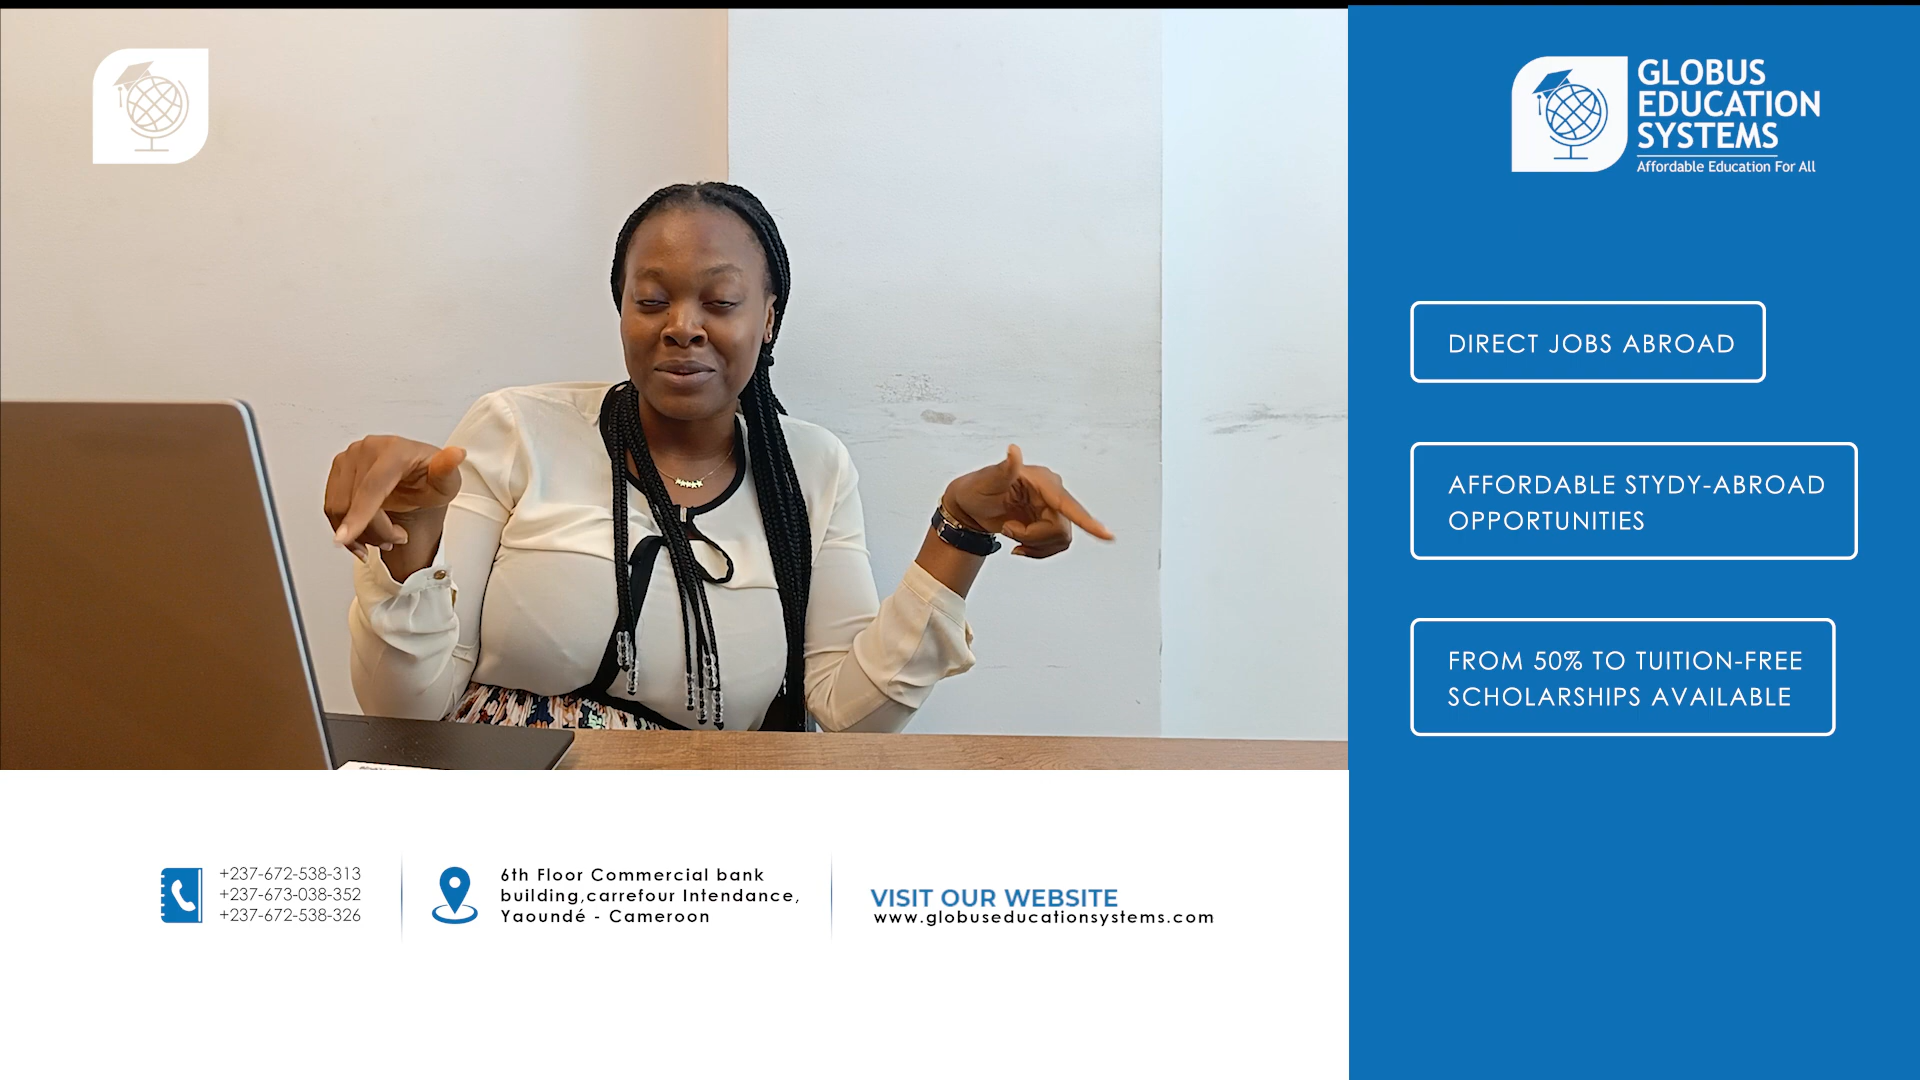 GLOBUS
EDUCATION
SYSTEMS
Affordable Education For All
DIRECT JOBS ABROAD
AFFORDABLE STYDY-ABROAD
OPPORTUNITIES
FROM 50% TO TUITION-FREE
SCHOLARSHIPS AVAILABLE
+237-672-538-313
+237-673-038-352
+237-672-538-326
6th Floor Commercial bank
building,carrefour Intendance,
Yaoundé - Cameroon
VISIT OUR WEBSITE
www.globuseducationsystems.com